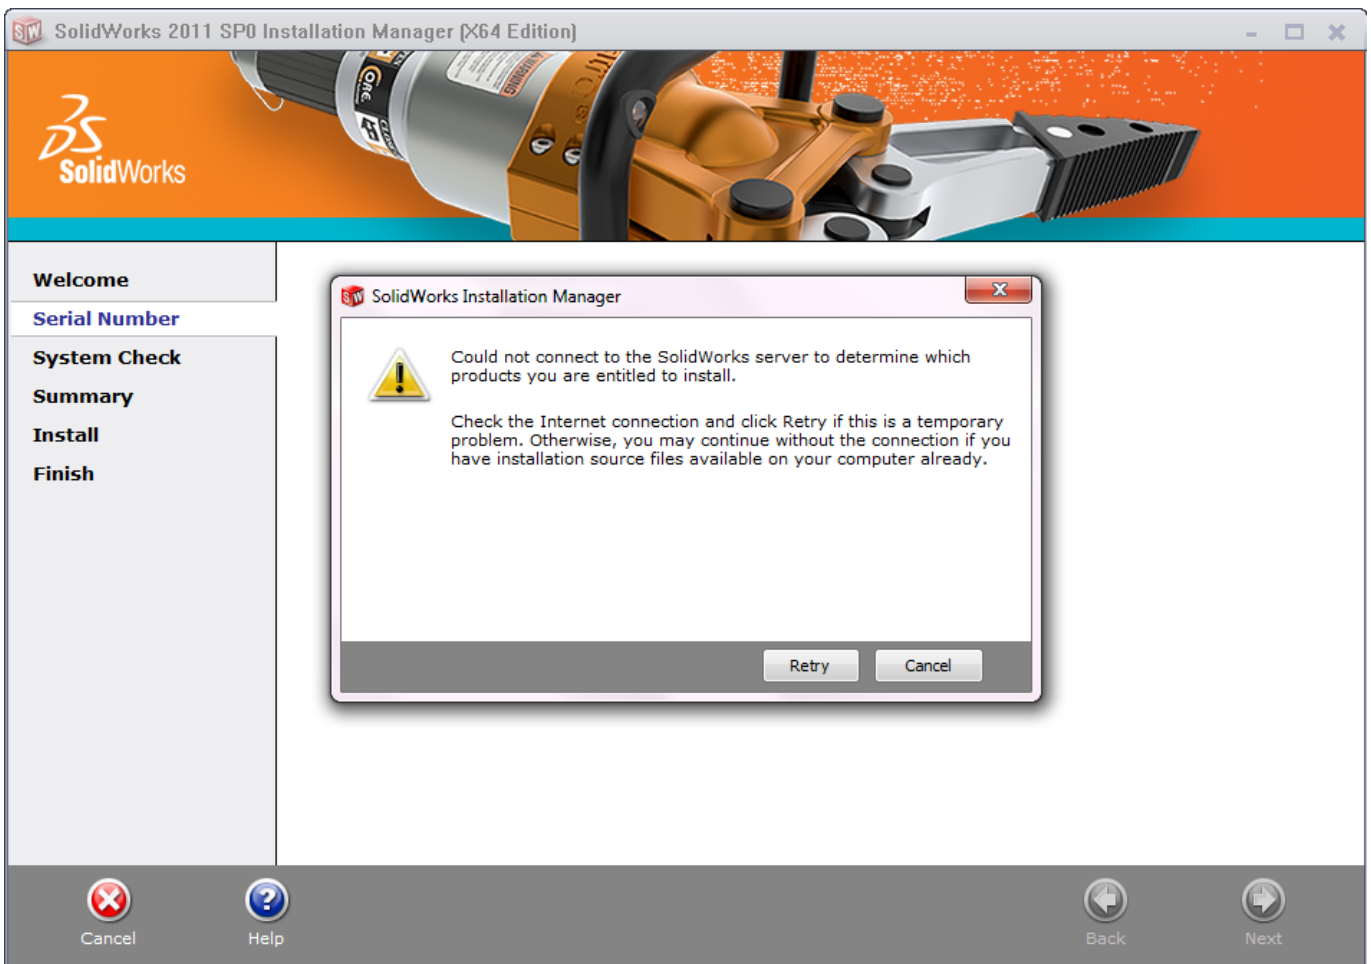 SolidWorks 2011 SP0 Installation Manager (X64 Edition)
WARNING
CORE
SolidWorks
Welcome
Serial Number
System Check
Summary
Install
Finish
SolidWorks Installation Manager
Could not connect to the SolidWorks server to determine which
products you are entitled to install.
Check the Internet connection and click Retry if this is a temporary
problem. Otherwise, you may continue without the connection if you
have installation source files available on your computer already.
Retry
Cancel
Cancel
Help
Back
Next